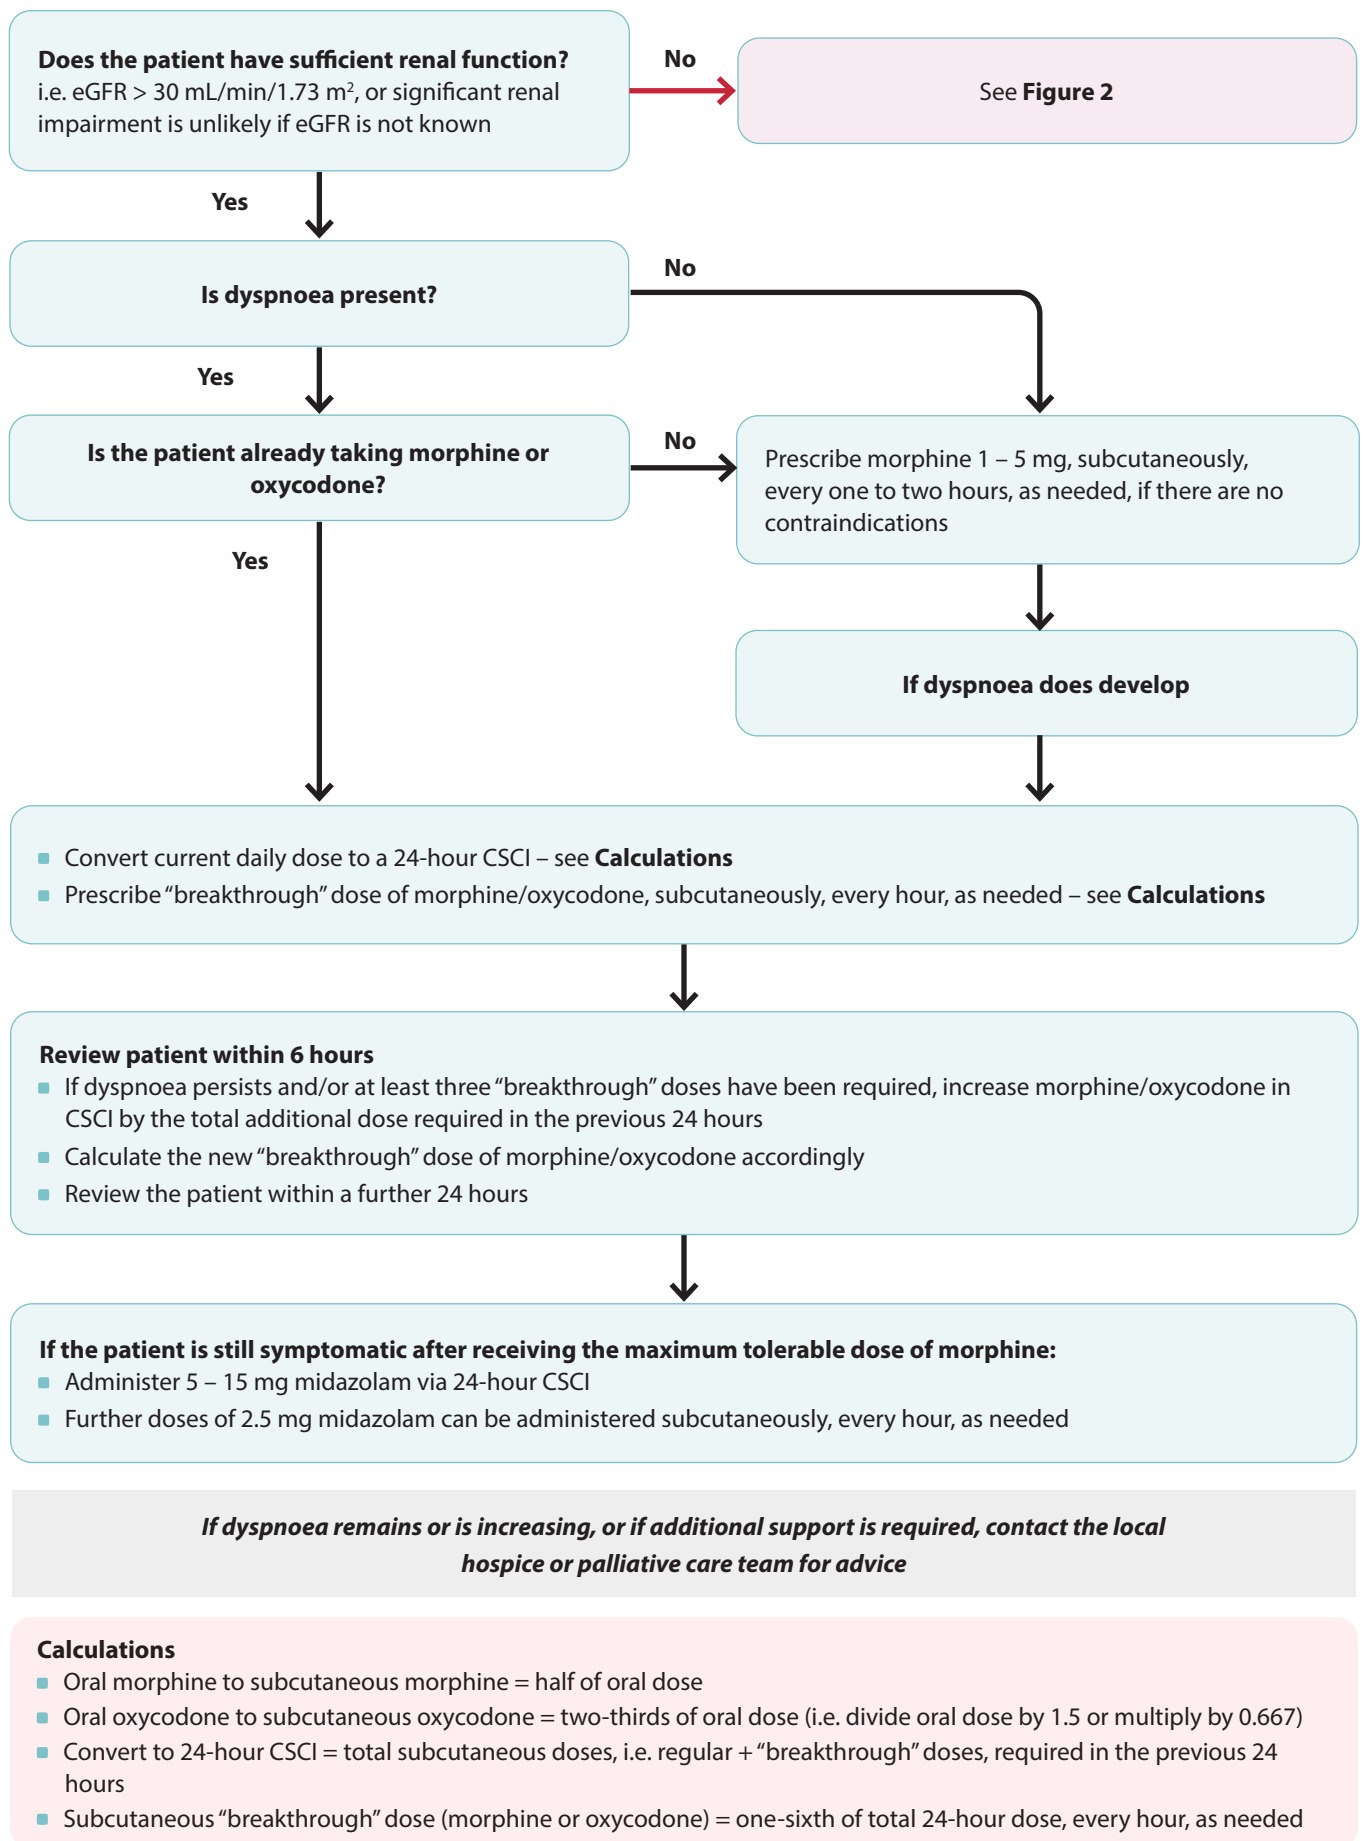 Does the patient have sufficient renal function?
i.e. eGFR > 30 mL/min/1.73 m², or significant renal
impairment is unlikely if eGFR is not known
No
See Figure 2
Yes
Is dyspnoea present?
No
Yes
Is the patient already taking morphine or
oxycodone?
No
Prescribe morphine 1 – 5 mg, subcutaneously,
every one to two hours, as needed, if there are no
contraindications
Yes
If dyspnoea does develop
Convert current daily dose to a 24-hour CSCI – see Calculations
Prescribe “breakthrough” dose of morphine/oxycodone, subcutaneously, every hour, as needed – see Calculations
Review patient within 6 hours
If dyspnoea persists and/or at least three “breakthrough” doses have been required, increase morphine/oxycodone in
CSCI by the total additional dose required in the previous 24 hours
Calculate the new “breakthrough” dose of morphine/oxycodone accordingly
Review the patient within a further 24 hours
If the patient is still symptomatic after receiving the maximum tolerable dose of morphine:
Administer 5 – 15 mg midazolam via 24-hour CSCI
Further doses of 2.5 mg midazolam can be administered subcutaneously, every hour, as needed
If dyspnoea remains or is increasing, or if additional support is required, contact the local
hospice or palliative care team for advice
Calculations
Oral morphine to subcutaneous morphine = half of oral dose
Oral oxycodone to subcutaneous oxycodone = two-thirds of oral dose (i.e. divide oral dose by 1.5 or multiply by 0.667)
Convert to 24-hour CSCI = total subcutaneous doses, i.e. regular + “breakthrough” doses, required in the previous 24
hours
Subcutaneous “breakthrough” dose (morphine or oxycodone) = one-sixth of total 24-hour dose, every hour, as needed